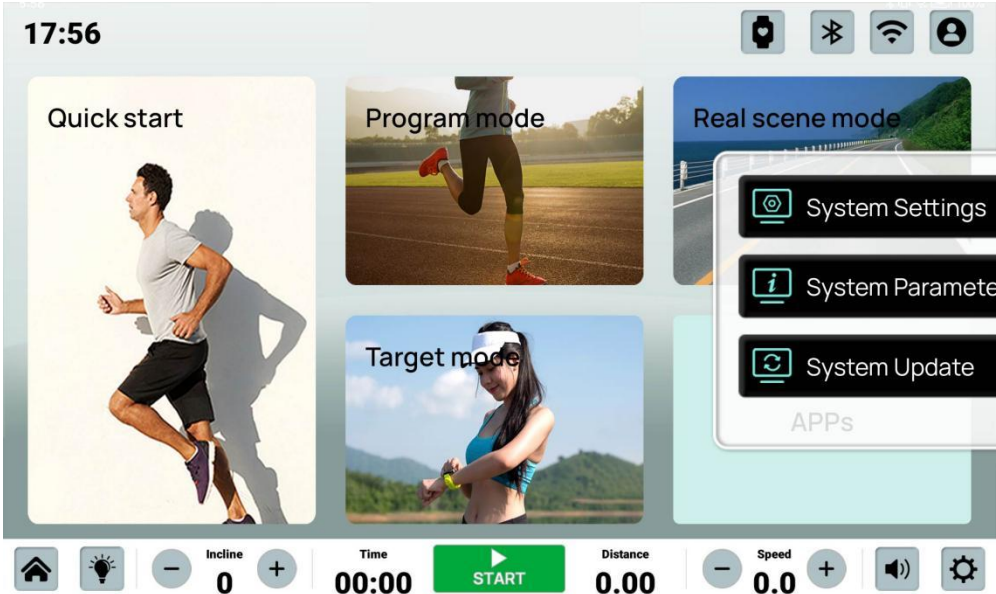 17:56
Quick start
Program mode
Real scene mode
System Settings
System Paramete
System Update
Target mode
APPs
Incline
0
Time
00:00
START
Distance
0.00
Speed
0.0